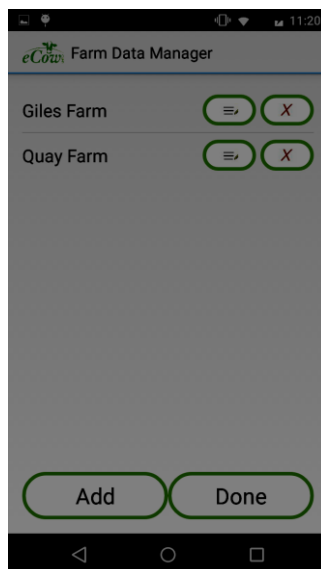 11:20
eCow Farm Data Manager
Giles Farm X
Quay Farm X
Add Done